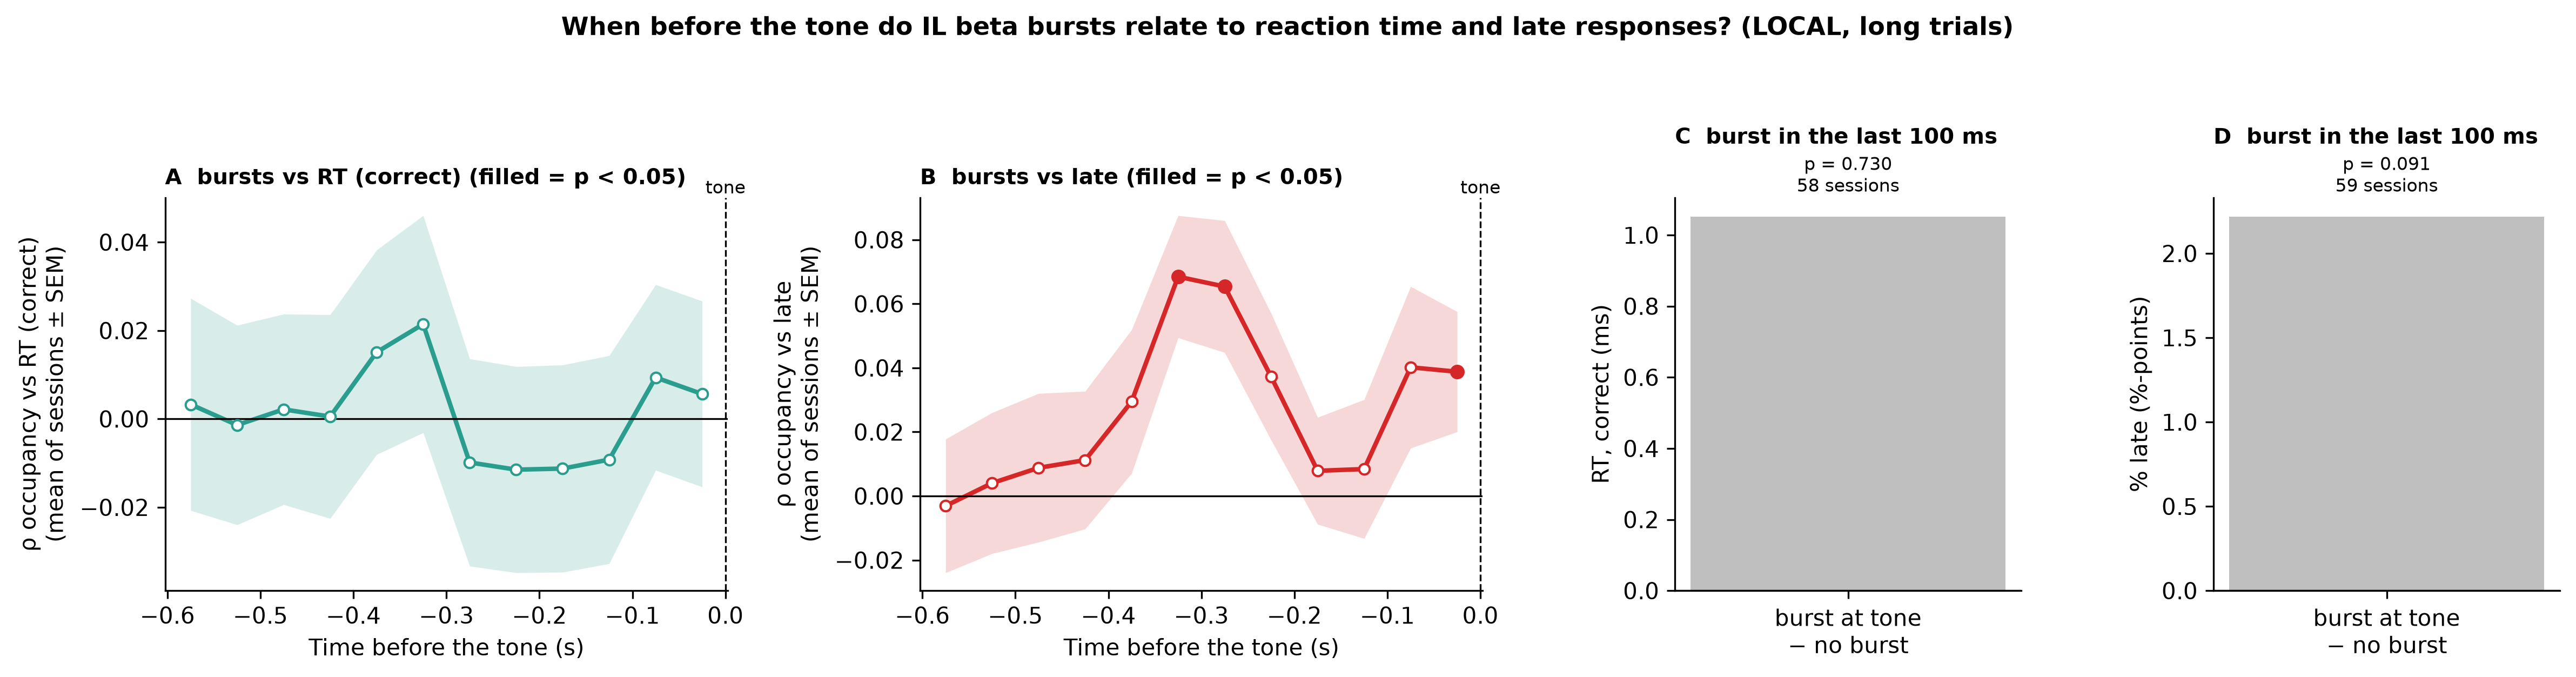 When before the tone do IL beta bursts relate to reaction time and late responses? (LOCAL, long trials)
A  bursts vs RT (correct) (filled = p < 0.05)
tone
ρ occupancy vs RT (correct)
(mean of sessions ± SEM)
0.04
0.02
0.00
−0.02
−0.6
−0.5
−0.4
−0.3
−0.2
−0.1
0.0
Time before the tone (s)
B  bursts vs late (filled = p < 0.05)
tone
ρ occupancy vs late
(mean of sessions ± SEM)
0.08
0.06
0.04
0.02
0.00
−0.02
−0.6
−0.5
−0.4
−0.3
−0.2
−0.1
0.0
Time before the tone (s)
C  burst in the last 100 ms
p = 0.730
58 sessions
RT, correct (ms)
1.0
0.8
0.6
0.4
0.2
0.0
burst at tone
− no burst
D  burst in the last 100 ms
p = 0.091
59 sessions
% late (%-points)
2.0
1.5
1.0
0.5
0.0
burst at tone
− no burst